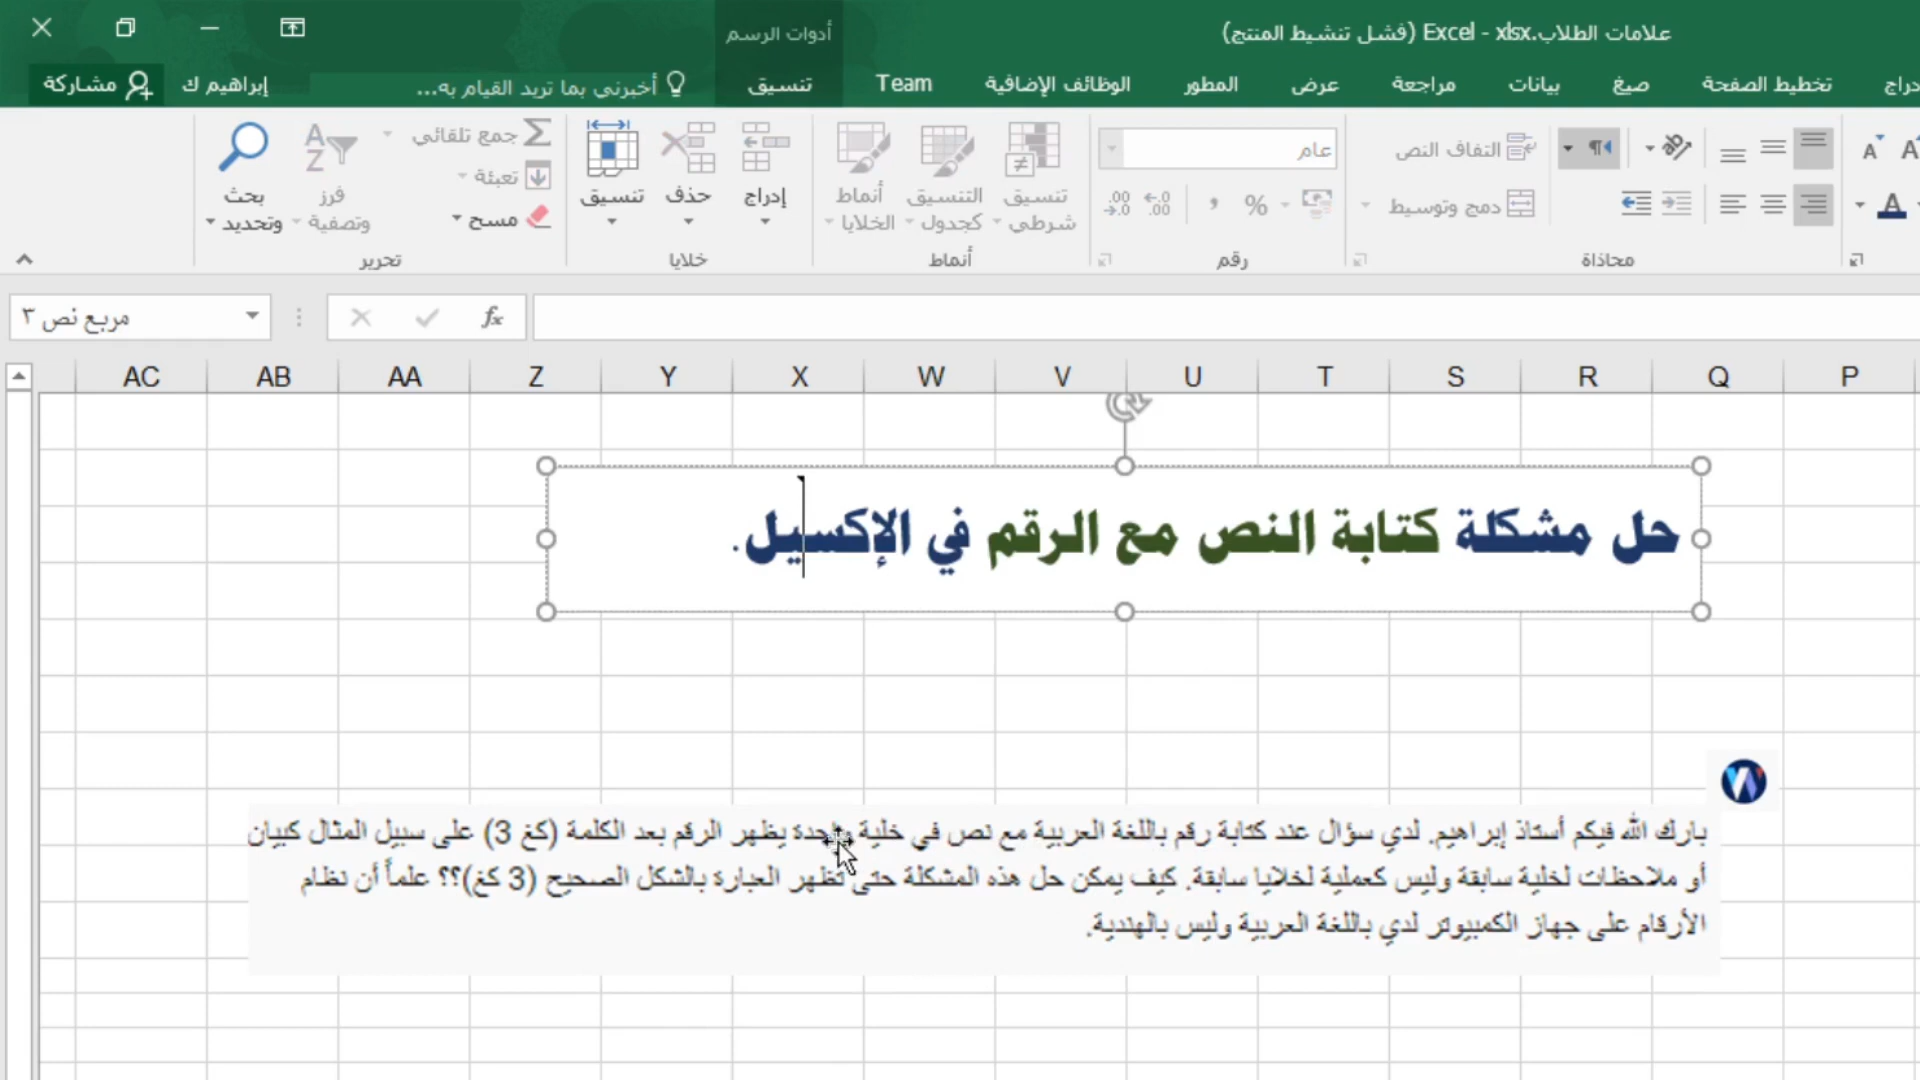 علامات الطلاب.xlsx - Excel (فشل تنشيط المنتج)
أدوات الرسم
دراج
تخطيط الصفحة
صيغ
بيانات
مراجعة
عرض
المطور
الوظائف الإضافية
Team
تنسيق
أخبرني بما تريد القيام به...
إبراهيم ك
مشاركة
التفاف النص
دمج وتوسيط
محاذاة
عام
%
رقم
تنسيق شرطي
التنسيق كجدول
أنماط الخلايا
أنماط
إدراج
حذف
تنسيق
خلايا
جمع تلقائي
تعبئة
مسح
فرز وتصفية
بحث وتحديد
تحرير
مربع نص ٣
fx
P
Q
R
S
T
U
V
W
X
Y
Z
AA
AB
AC
حل مشكلة كتابة النص مع الرقم في الإكسيل.
بارك الله فيكم أستاذ إبراهيم. لدي سؤال عند كتابة رقم باللغة العربية مع نص في خلية واحدة يظهر الرقم بعد الكلمة (كغ 3) على سبيل المثال كبيان
أو ملاحظات لخلية سابقة وليس كعملية لخلايا سابقة. كيف يمكن حل هذه المشكلة حتى تظهر العبارة بالشكل الصحيح (3 كغ)؟؟ علماً أن نظام
الأرقام على جهاز الكمبيوتر لدي باللغة العربية وليس بالهندية.